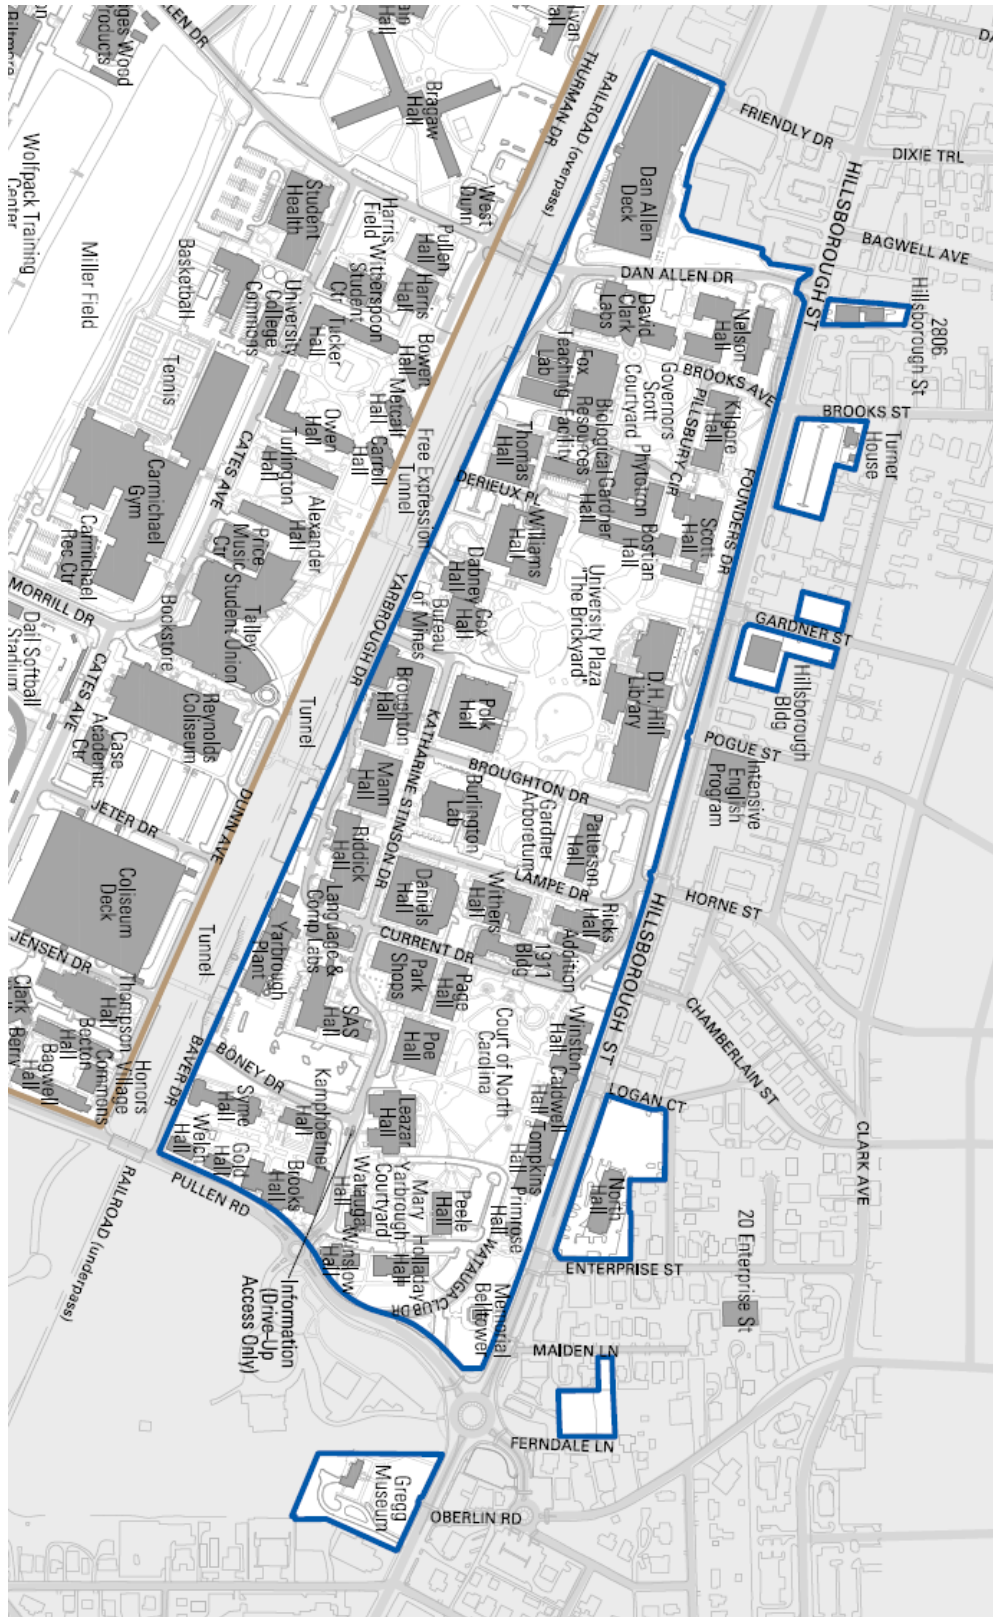 DIXIE TRL
FRIENDLY DR
BAGWELL AVE
HILLSBOROUGH ST
DAN ALLEN DR
RAILROAD (overpass)
THURMAN DR
Dan Allen
Deck
Bragaw
Hall
West
Dunn
Wood
Products
Wolfpack Training
Center
Miller Field
Student
Health
Basketball
Tennis
Harris
Field
Pullen
Hall
Harris
Hall
Witherspoon
Student
Ctr
University
College
Commons
Tucker
Hall
Bowen
Hall
Metcalf
Hall
Carroll
Hall
Owen
Hall
Turlington
Hall
Alexander
Hall
CATES AVE
Carmichael
Gym
Carmichael
Rec Ctr
MORRILL DR
Dail Softball
Stadium
Price
Music
Ctr
Talley
Student Union
Bookstore
CATES AVE
Case
Academic
Ctr
Reynolds
Coliseum
JETER DR
DUNN AVE
Coliseum
Deck
JENSEN DR
Tunnel
Tunnel
Free Expression
Tunnel
YARBROUGH DR
Thompson
Hall
Becton
Hall
Bagwell
Hall
Berry
Hall
Clark
Honors
Village
Commons
2806
Hillsborough St
BROOKS ST
Turner
House
GARDNER ST
Hillsborough
Bldg
POGUE ST
Intensive
English
Program
HORNE ST
CHAMBERLAIN ST
CLARK AVE
LOGAN CT
North
Hall
ENTERPRISE ST
20 Enterprise St
MAIDEN LN
FERNDALE LN
OBERLIN RD
Gregg
Museum
HILLSBOROUGH ST
FOUNDERS DR
Nelson
Hall
BROOKS AVE
PILLSBURY CIR
David
Clark
Labs
Fox
Teaching
Lab
Kilgore
Hall
Governors
Scott
Courtyard
Biological
Resources
Facility
Phytotron
Gardner
Hall
Bostian
Hall
Scott
Hall
Thomas
Hall
DERIEUX PL
Williams
Hall
Dabney
Hall
Cox
Hall
Bureau
of Mines
University Plaza
"The Brickyard"
D.H. Hill
Library
Broughton
Hall
Polk
Hall
KATHARINE STINSON DR
BROUGHTON DR
Mann
Hall
Burlington
Lab
Gardner
Arboretum
Patterson
Hall
LAMPE DR
Riddick
Hall
Daniels
Hall
Withers
Hall
Ricks
Hall
Addition
1911
Bldg
CURRENT DR
Language &
Comp Labs
Yarbrough
Plant
Park
Shops
Page
Hall
SAS
Hall
Poe
Hall
Court of North
Carolina
Winston
Hall
Caldwell
Hall
Tompkins
Hall
Primrose
Hall
BONEY DR
BAVER DR
Kamphoefner
Hall
Leazar
Hall
Syme
Hall
Gold
Hall
Welch
Hall
Brooks
Hall
Watauga
Hall
Yarbrough
Courtyard
Mary
Peele
Hall
Winslow
Hall
Holladay
Hall
WATAUGA CLUB DR
Memorial
Belltower
PULLEN RD
RAILROAD (underpass)
Information
(Drive-Up
Access Only)